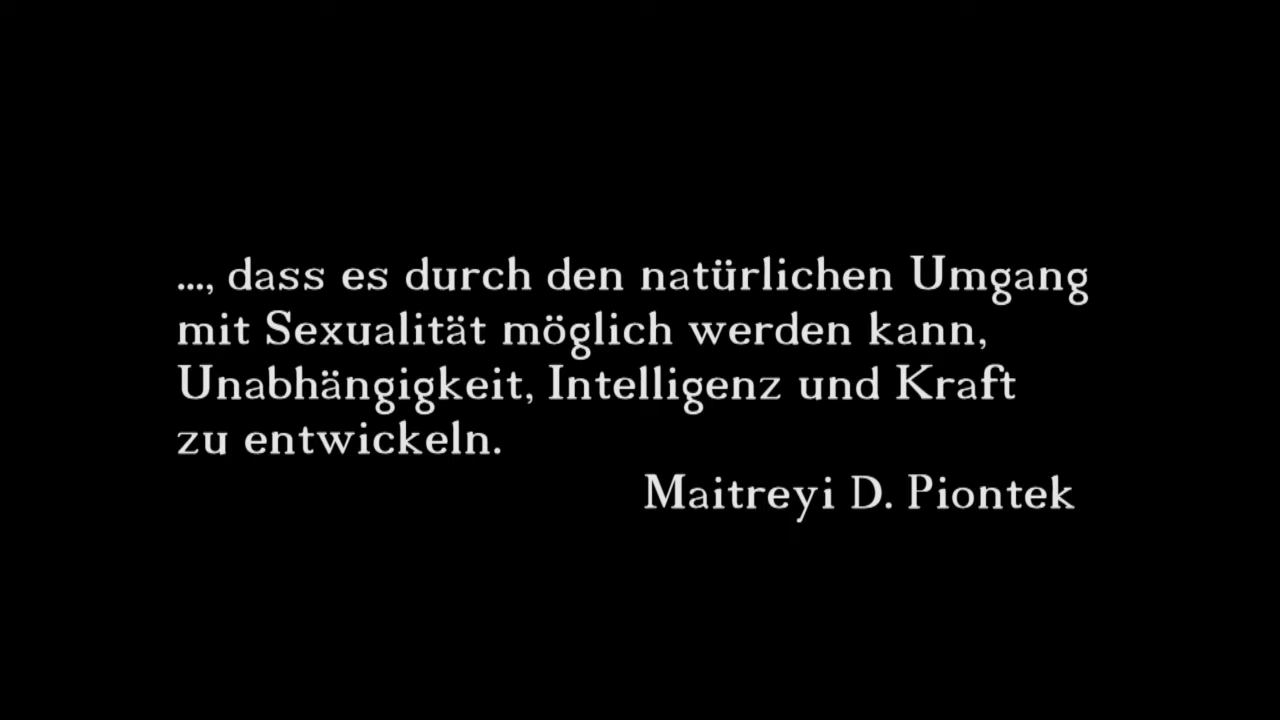 ..., dass es durch den natürlichen Umgang
mit Sexualität möglich werden kann,
Unabhängigkeit, Intelligenz und Kraft
zu entwickeln.
Maitreyi D. Piontek